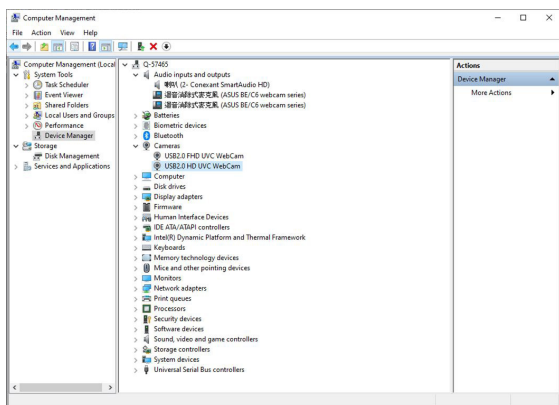 Computer Management
File Action View Help
Computer Management (Local
System Tools
Task Scheduler
Event Viewer
Shared Folders
Local Users and Groups
Performance
Device Manager
Storage
Disk Management
Services and Applications
Q-57465
Audio inputs and outputs
喇叭 (2- Conexant SmartAudio HD)
(ASUS BE/C6 webcam series)
(ASUS BE/C6 webcam series)
Batteries
Biometric devices
Bluetooth
Cameras
USB2.0 FHD UVC WebCam
USB2.0 HD UVC WebCam
Computer
Disk drives
Display adapters
Firmware
Human Interface Devices
IDE ATA/ATAPI controllers
Intel(R) Dynamic Platform and Thermal Framework
Keyboards
Memory technology devices
Mice and other pointing devices
Monitors
Network adapters
Print queues
Processors
Security devices
Software devices
Sound, video and game controllers
Storage controllers
System devices
Universal Serial Bus controllers
Actions
Device Manager
More Actions